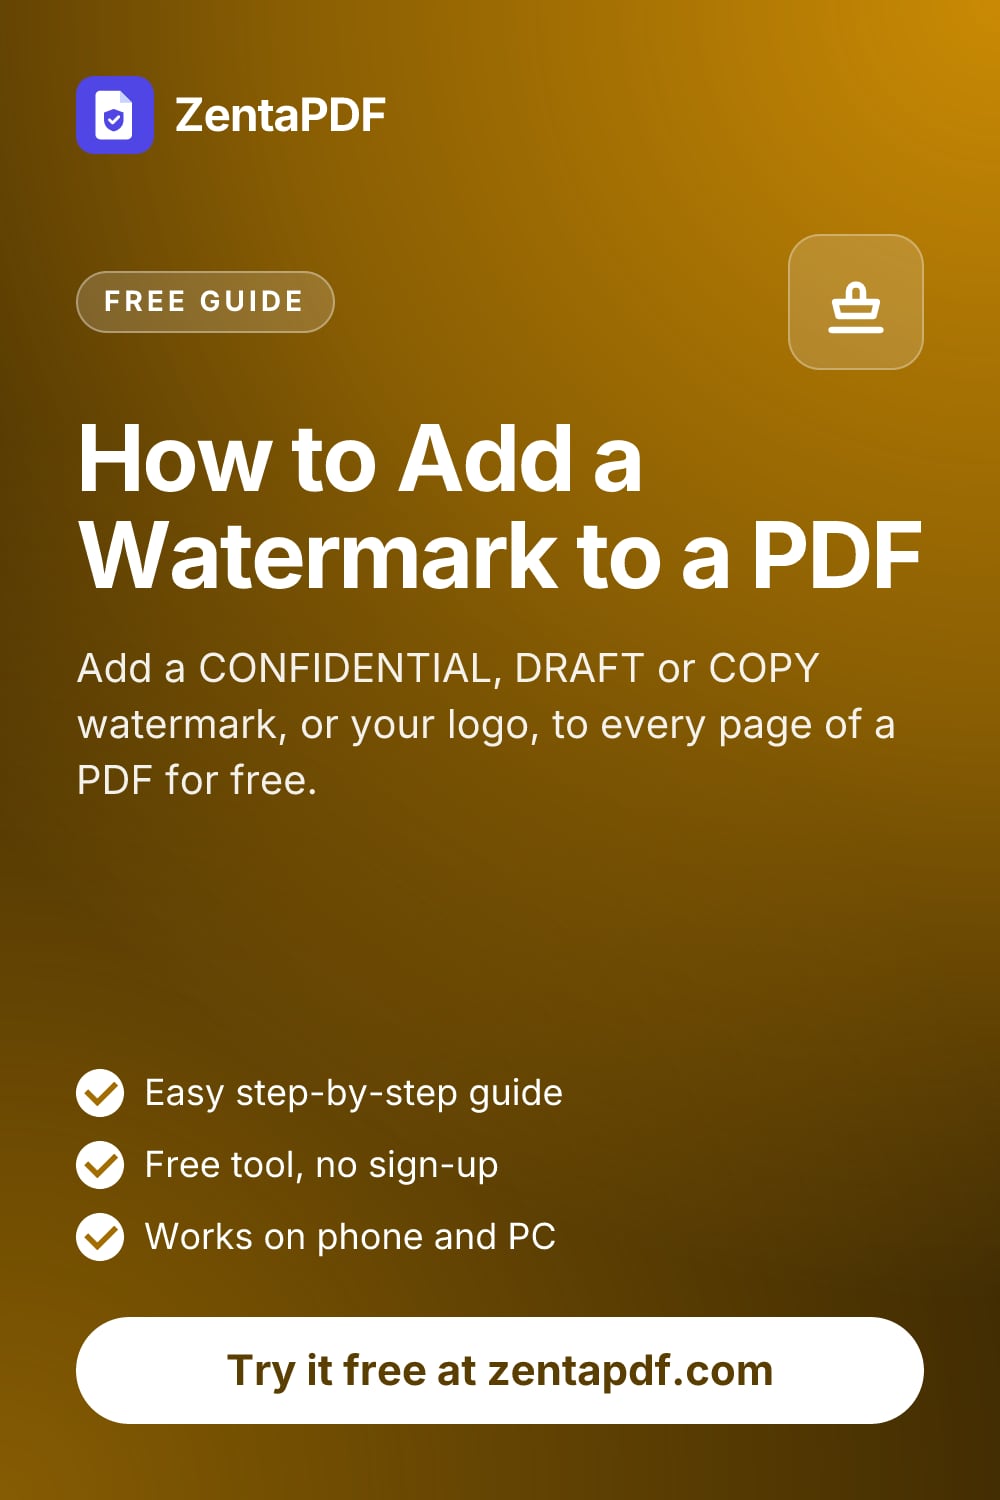 ZentaPDF
FREE GUIDE
How to Add a
Watermark to a PDF
Add a CONFIDENTIAL, DRAFT or COPY
watermark, or your logo, to every page of a
PDF for free.
Easy step-by-step guide
Free tool, no sign-up
Works on phone and PC
Try it free at zentapdf.com